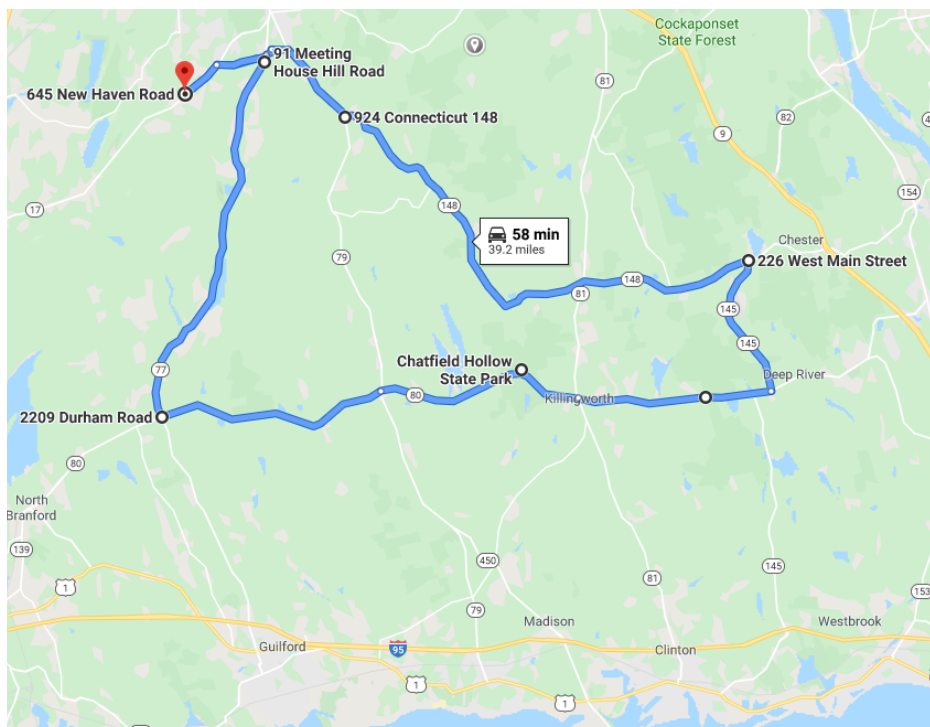 Cockaponset
State Forest
91 Meeting
House Hill Road
645 New Haven Road
81
924 Connecticut 148
9
82
154
17
148
58 min
39.2 miles
79
Chester
226 West Main Street
81
148
145
145
Chatfield Hollow
State Park
Deep River
77
80
Killingworth
2209 Durham Road
80
North
Branford
139
1
450
81
145
153
79
Madison
Westbrook
Guilford
95
Clinton
1
1
1